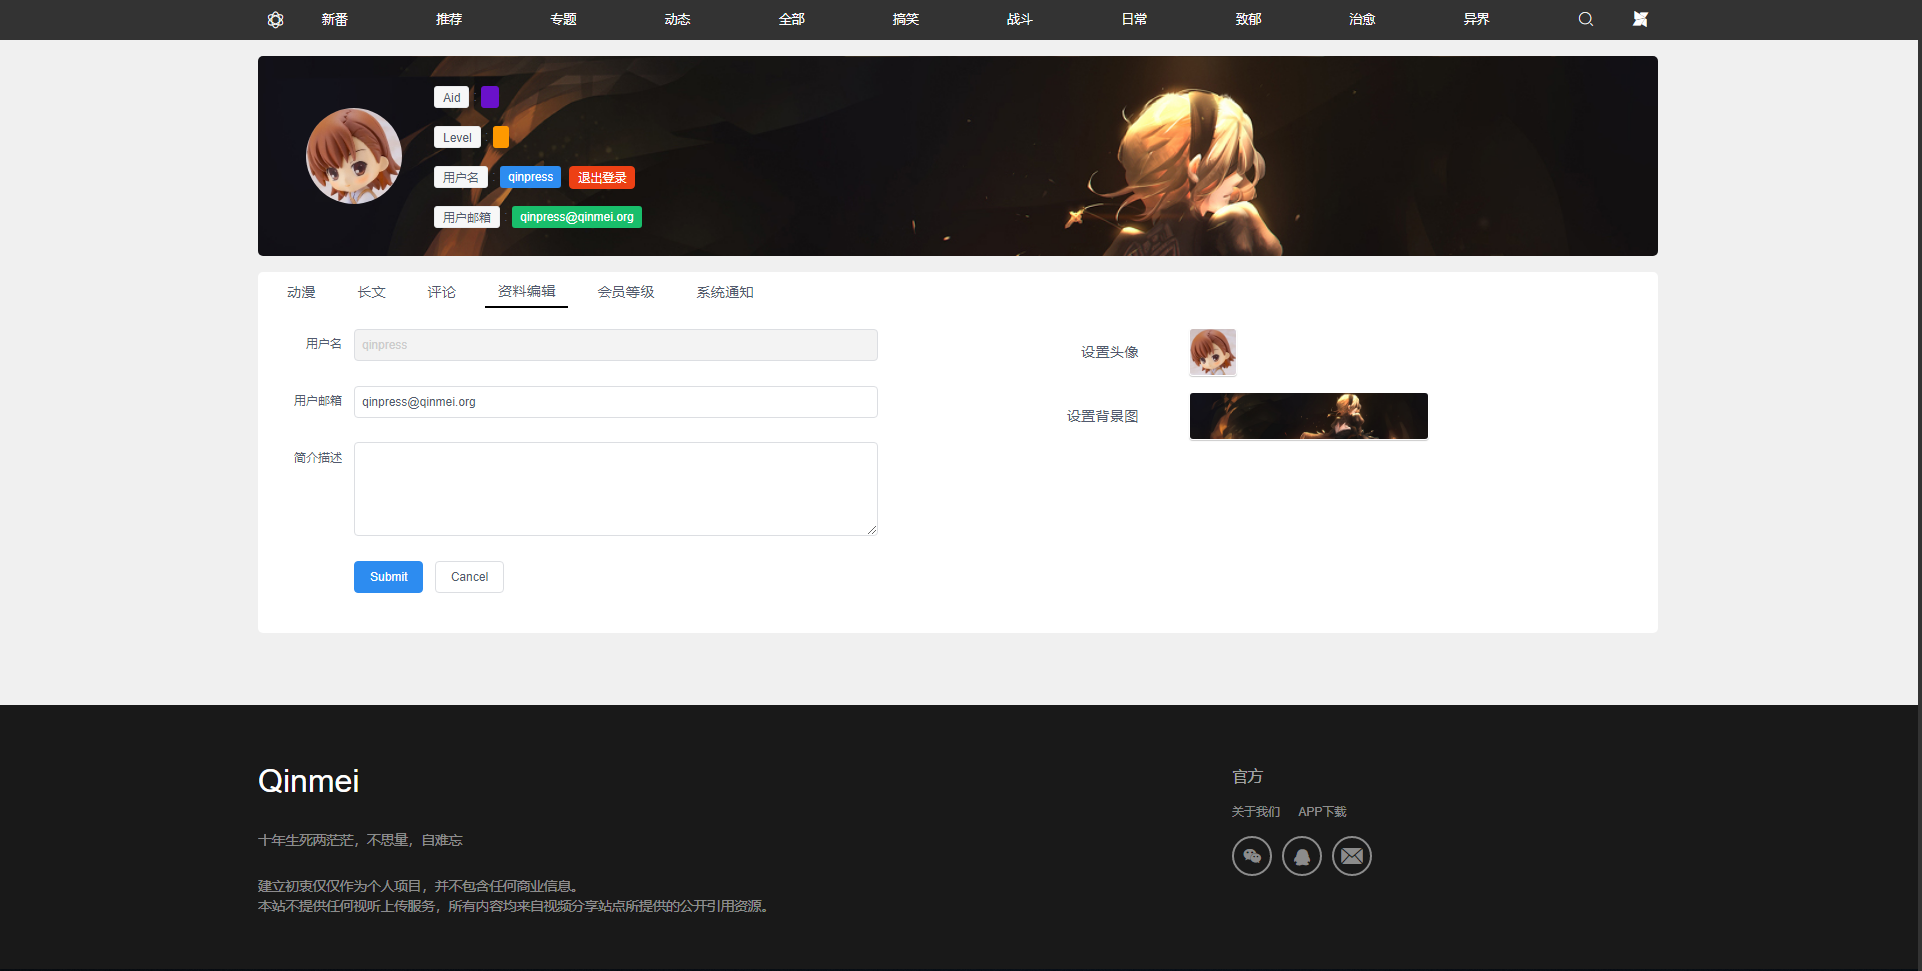 新番 推荐 专题 动态 全部 搞笑 战斗 日常 致郁 治愈 异界
Aid
Level
用户名 : qinpress 退出登录
用户邮箱 : qinpress@qinmei.org
动漫 长文 评论 资料编辑 会员等级 系统通知
用户名 qinpress
设置头像
用户邮箱 qinpress@qinmei.org
设置背景图
简介描述
Submit Cancel
Qinmei
官方
关于我们 APP下载
十年生死两茫茫，不思量，自难忘
建立初衷仅仅作为个人项目，并不包含任何商业信息。
本站不提供任何视听上传服务，所有内容均来自视频分享站点所提供的公开引用资源。